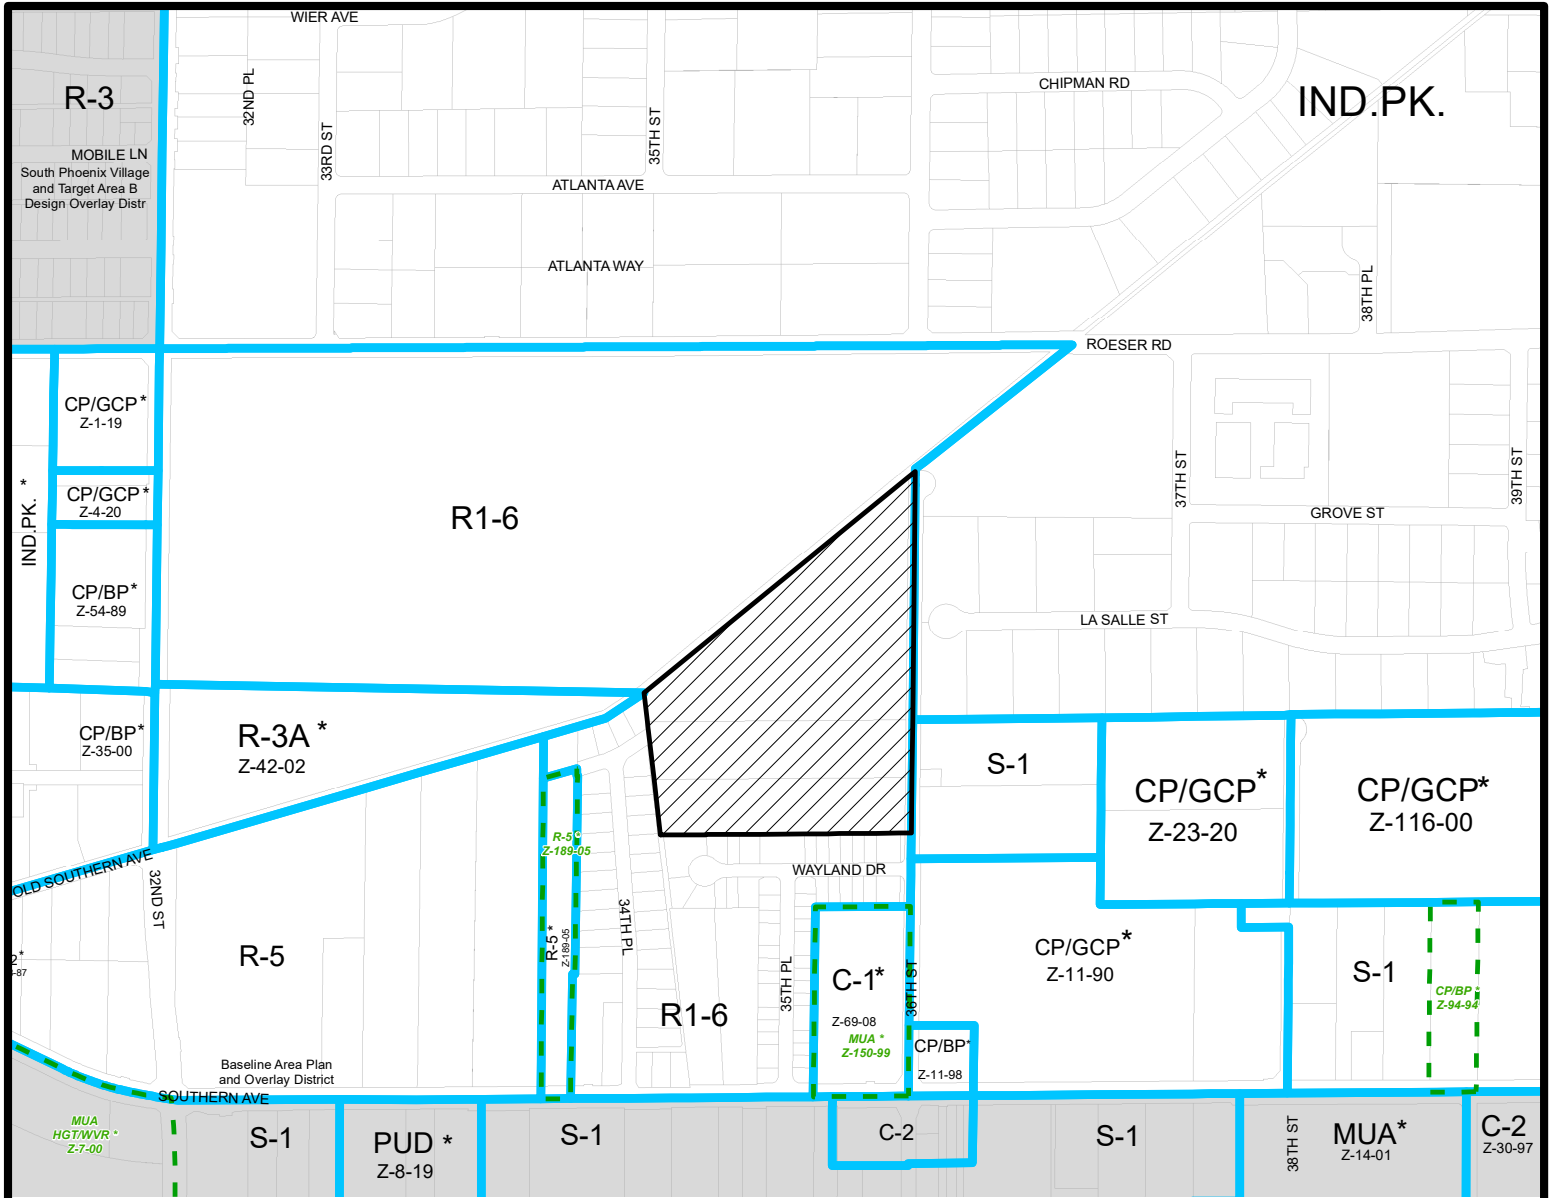 WIER AVE
32ND PL
33RD ST
35TH ST
CHIPMAN RD
IND.PK.
R-3
MOBILE LN
South Phoenix Village
and Target Area B
Design Overlay Distr
ATLANTA AVE
ATLANTA WAY
38TH PL
ROESER RD
CP/GCP*
Z-1-19
CP/GCP*
Z-4-20
IND.PK. *
CP/BP*
Z-54-89
R1-6
37TH ST
39TH ST
GROVE ST
LA SALLE ST
CP/BP*
Z-35-00
R-3A *
Z-42-02
S-1
CP/GCP*
Z-23-20
CP/GCP*
Z-116-00
R-5 *
Z-189-05
OLD SOUTHERN AVE
32ND ST
WAYLAND DR
34TH PL
R-5 *
Z-189-05
R-5
2*
-87
35TH PL
C-1*
Z-69-08
MUA *
Z-150-99
36TH ST
CP/GCP*
Z-11-90
S-1
CP/BP *
Z-94-94
R1-6
CP/BP*
Z-11-98
Baseline Area Plan
and Overlay District
SOUTHERN AVE
MUA
HGT/WVR *
Z-7-00
S-1
PUD *
Z-8-19
S-1
C-2
S-1
38TH ST
MUA*
Z-14-01
C-2
Z-30-97